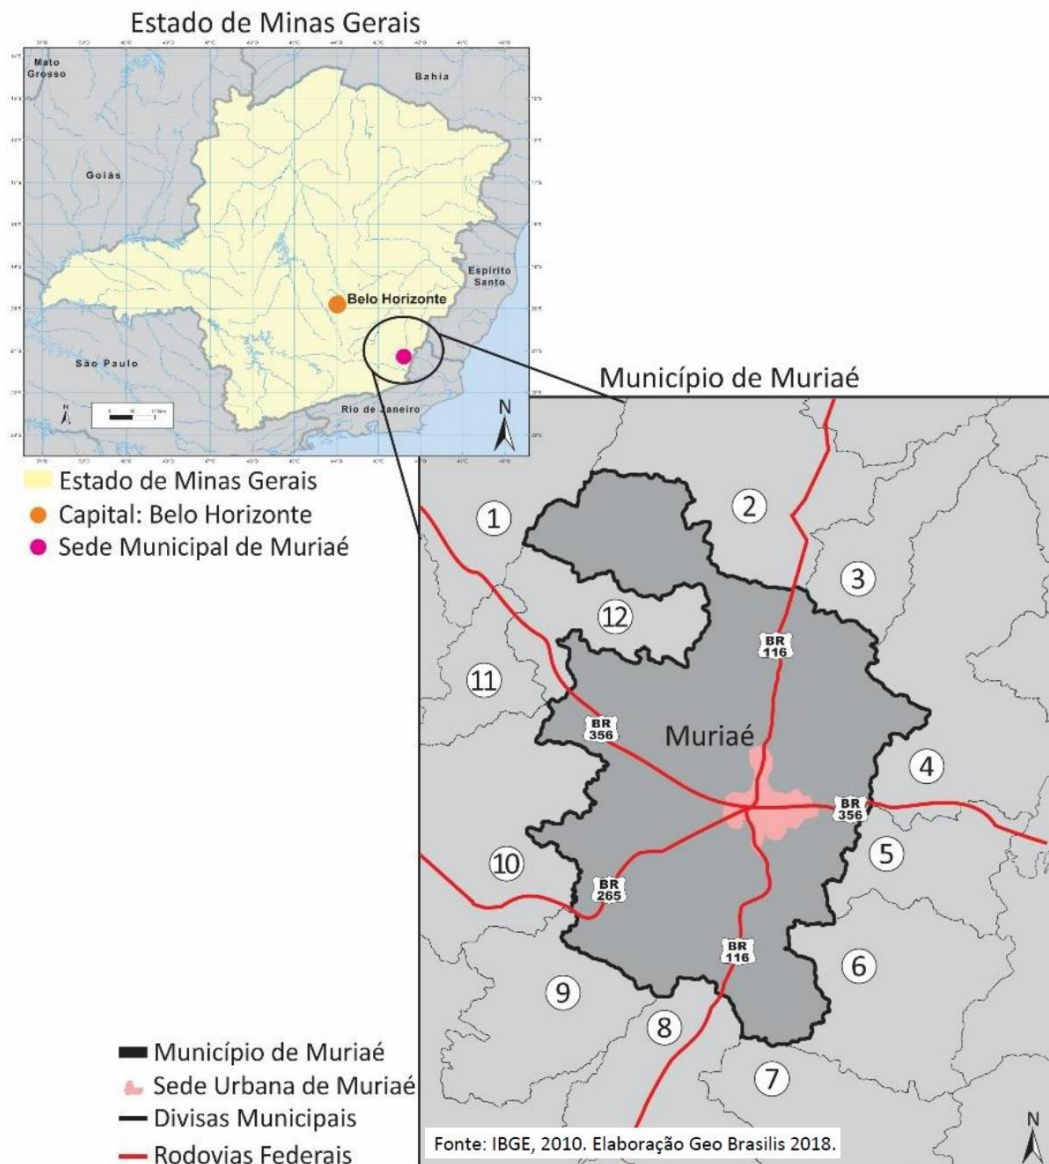 Estado de Minas Gerais
Mato
Grosso
Bahia
Goiás
Espírito
Santo
Belo Horizonte
São Paulo
Rio de Janeiro
N
N
Estado de Minas Gerais
Capital: Belo Horizonte
Sede Municipal de Muriaé
Município de Muriaé
1
2
3
12
BR
116
11
BR
356
Muriaé
4
BR
356
5
10
BR
265
BR
116
6
9
8
7
Município de Muriaé
Sede Urbana de Muriaé
Divisas Municipais
Rodovias Federais
Fonte: IBGE, 2010. Elaboração Geo Brasilis 2018.
N